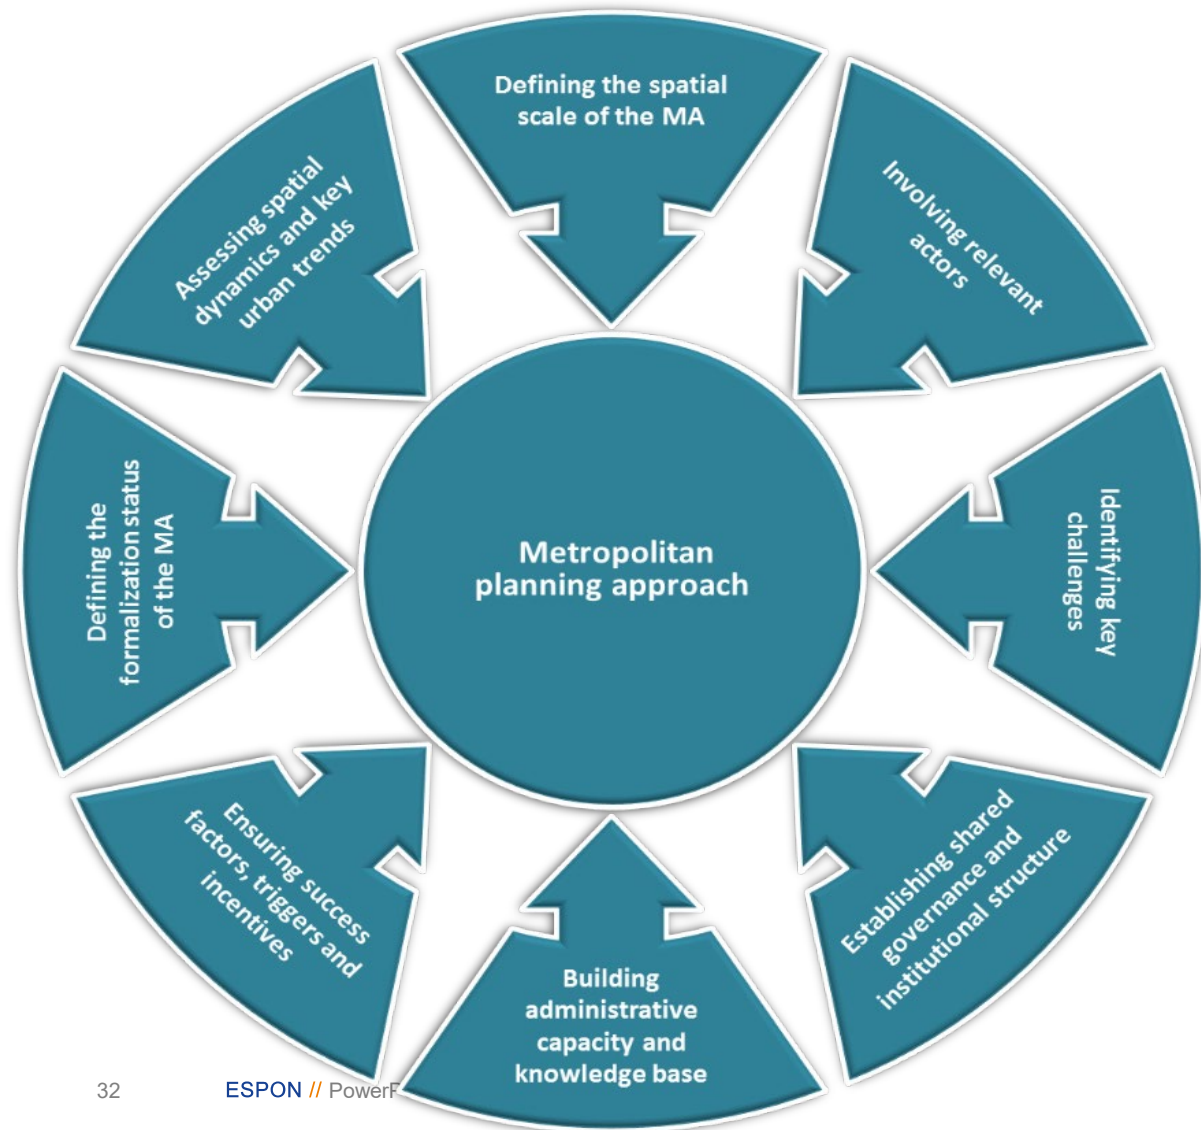 Defining the spatial
scale of the MA
Involving relevant
actors
Identifying key
challenges
Establishing shared
governance and
institutional structure
Building
administrative
capacity and
knowledge base
Ensuring success
factors, triggers and
incentives
Defining the
formalization status
of the MA
Assessing spatial
dynamics and key
urban trends
Metropolitan
planning approach
32
ESPON //